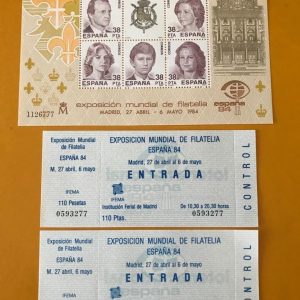 38 PTA
ESPAÑA
38 PTA
ESPAÑA
38 PTA
ESPAÑA
38 PTA
ESPAÑA
38 PTA
ESPAÑA
exposición mundial de filatelia
MADRID, 27 ABRIL - 6 MAYO 1984
españa 84
1126777
Exposición Mundial de Filatelia
ESPAÑA 84
M. 27 abril, 6 mayo
IFEMA
110 Pesetas
0593277
EXPOSICION MUNDIAL DE FILATELIA
ESPAÑA 84
Madrid, 27 de abril al 6 de mayo
ENTRADA
IFEMA
Institución Ferial de Madrid
De 10,30 a 20,30 horas
110 Ptas.
0593277
CONTROL
Exposición Mundial de Filatelia
ESPAÑA 84
M. 27 abril, 6 mayo
EXPOSICION MUNDIAL DE FILATELIA
ESPAÑA 84
Madrid, 27 de abril al 6 de mayo
ENTRADA